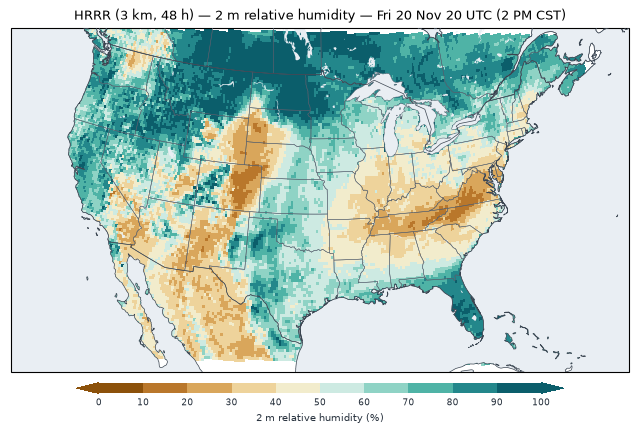 HRRR (3 km, 48 h) — 2 m relative humidity — Fri 20 Nov 20 UTC (2 PM CST)
0 10 20 30 40 50 60 70 80 90 100
2 m relative humidity (%)